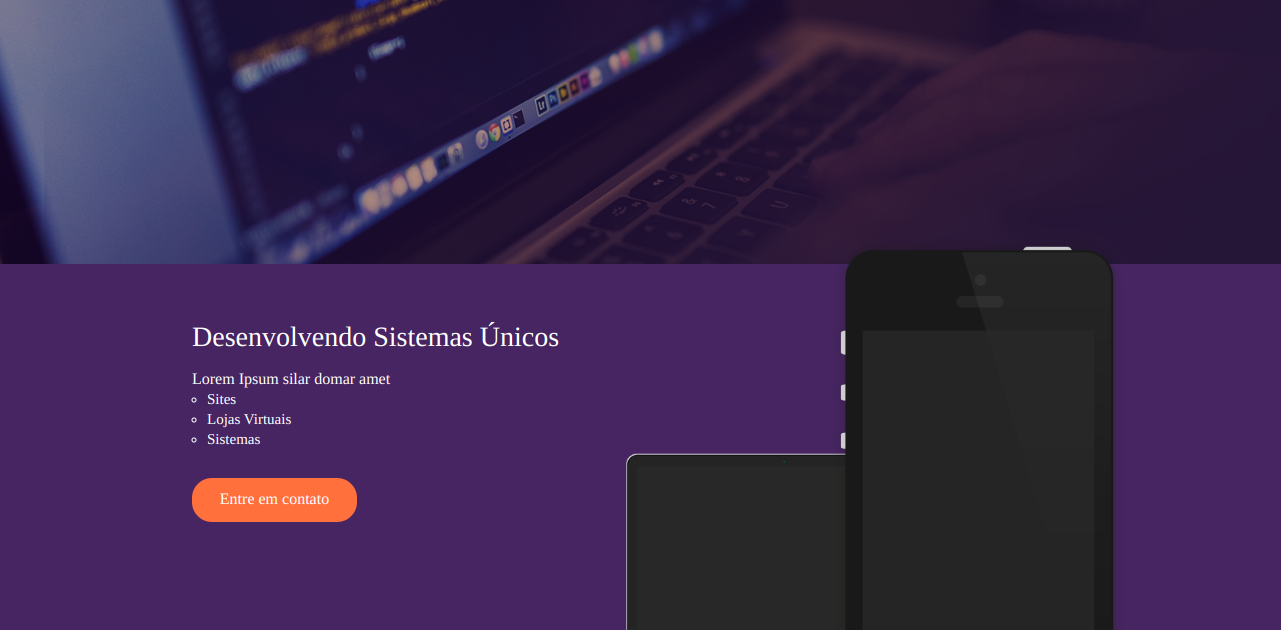 Desenvolvendo Sistemas Únicos
Lorem Ipsum silar domar amet
Sites
Lojas Virtuais
Sistemas
Entre em contato